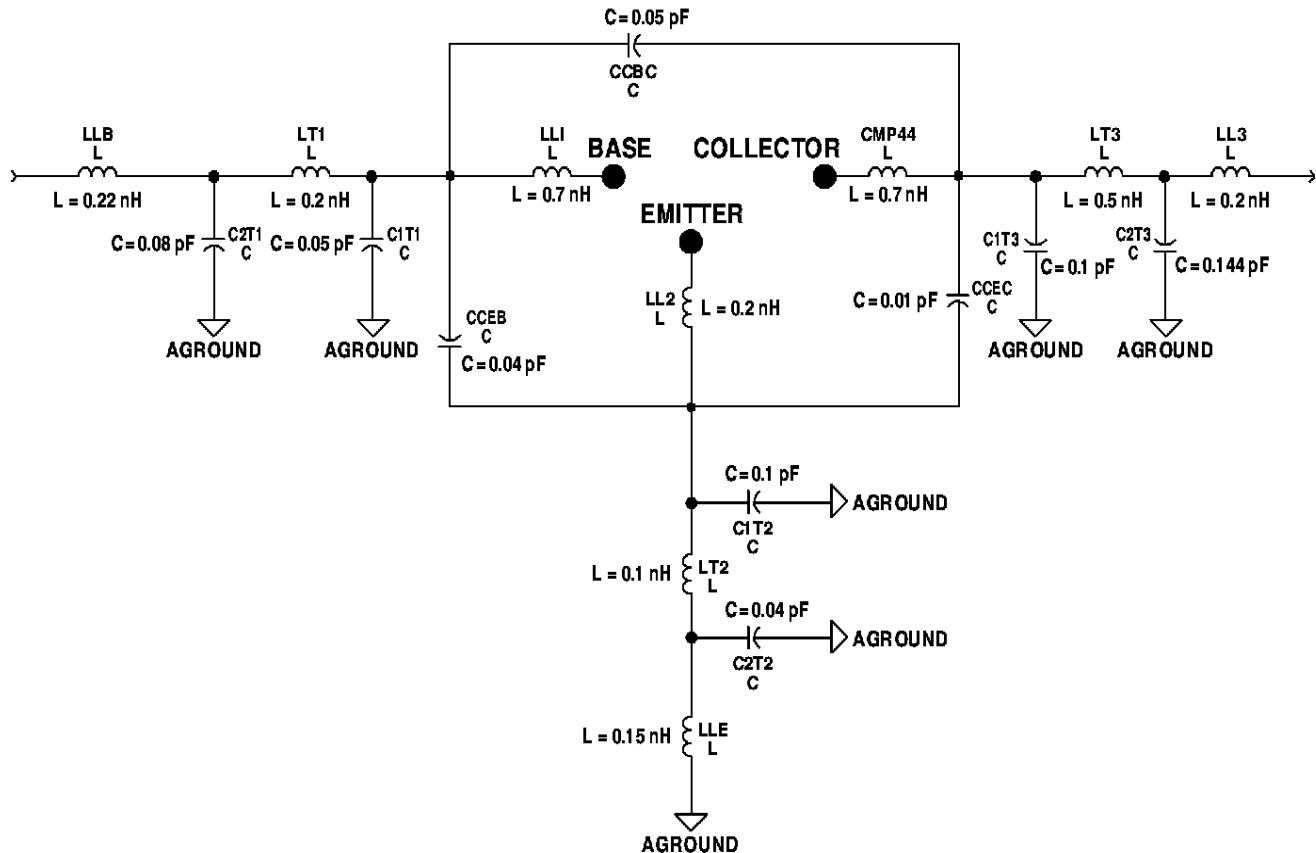 C = 0.05 pF
CCBC
C
LLB
L
L = 0.22 nH
LT1
L
L = 0.2 nH
LLI
L
L = 0.7 nH
BASE
COLLECTOR
CMP44
L
L = 0.7 nH
LT3
L
L = 0.5 nH
LL3
L
L = 0.2 nH
EMITTER
C = 0.08 pF
C2T1
C
C = 0.05 pF
C1T1
C
C1T3
C
C = 0.1 pF
C2T3
C
C = 0.144 pF
LL2
L
L = 0.2 nH
C = 0.01 pF
CCEC
C
CCEB
C
C = 0.04 pF
AGROUND
AGROUND
AGROUND
AGROUND
C = 0.1 pF
C1T2
C
AGROUND
L = 0.1 nH
LT2
L
C = 0.04 pF
C2T2
C
AGROUND
L = 0.15 nH
LLE
L
AGROUND